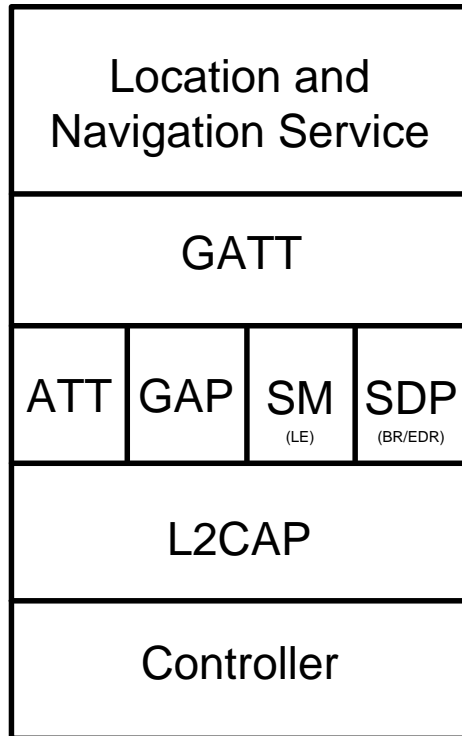 Location and
Navigation Service
GATT
ATT GAP SM SDP
(LE) (BR/EDR)
L2CAP
Controller